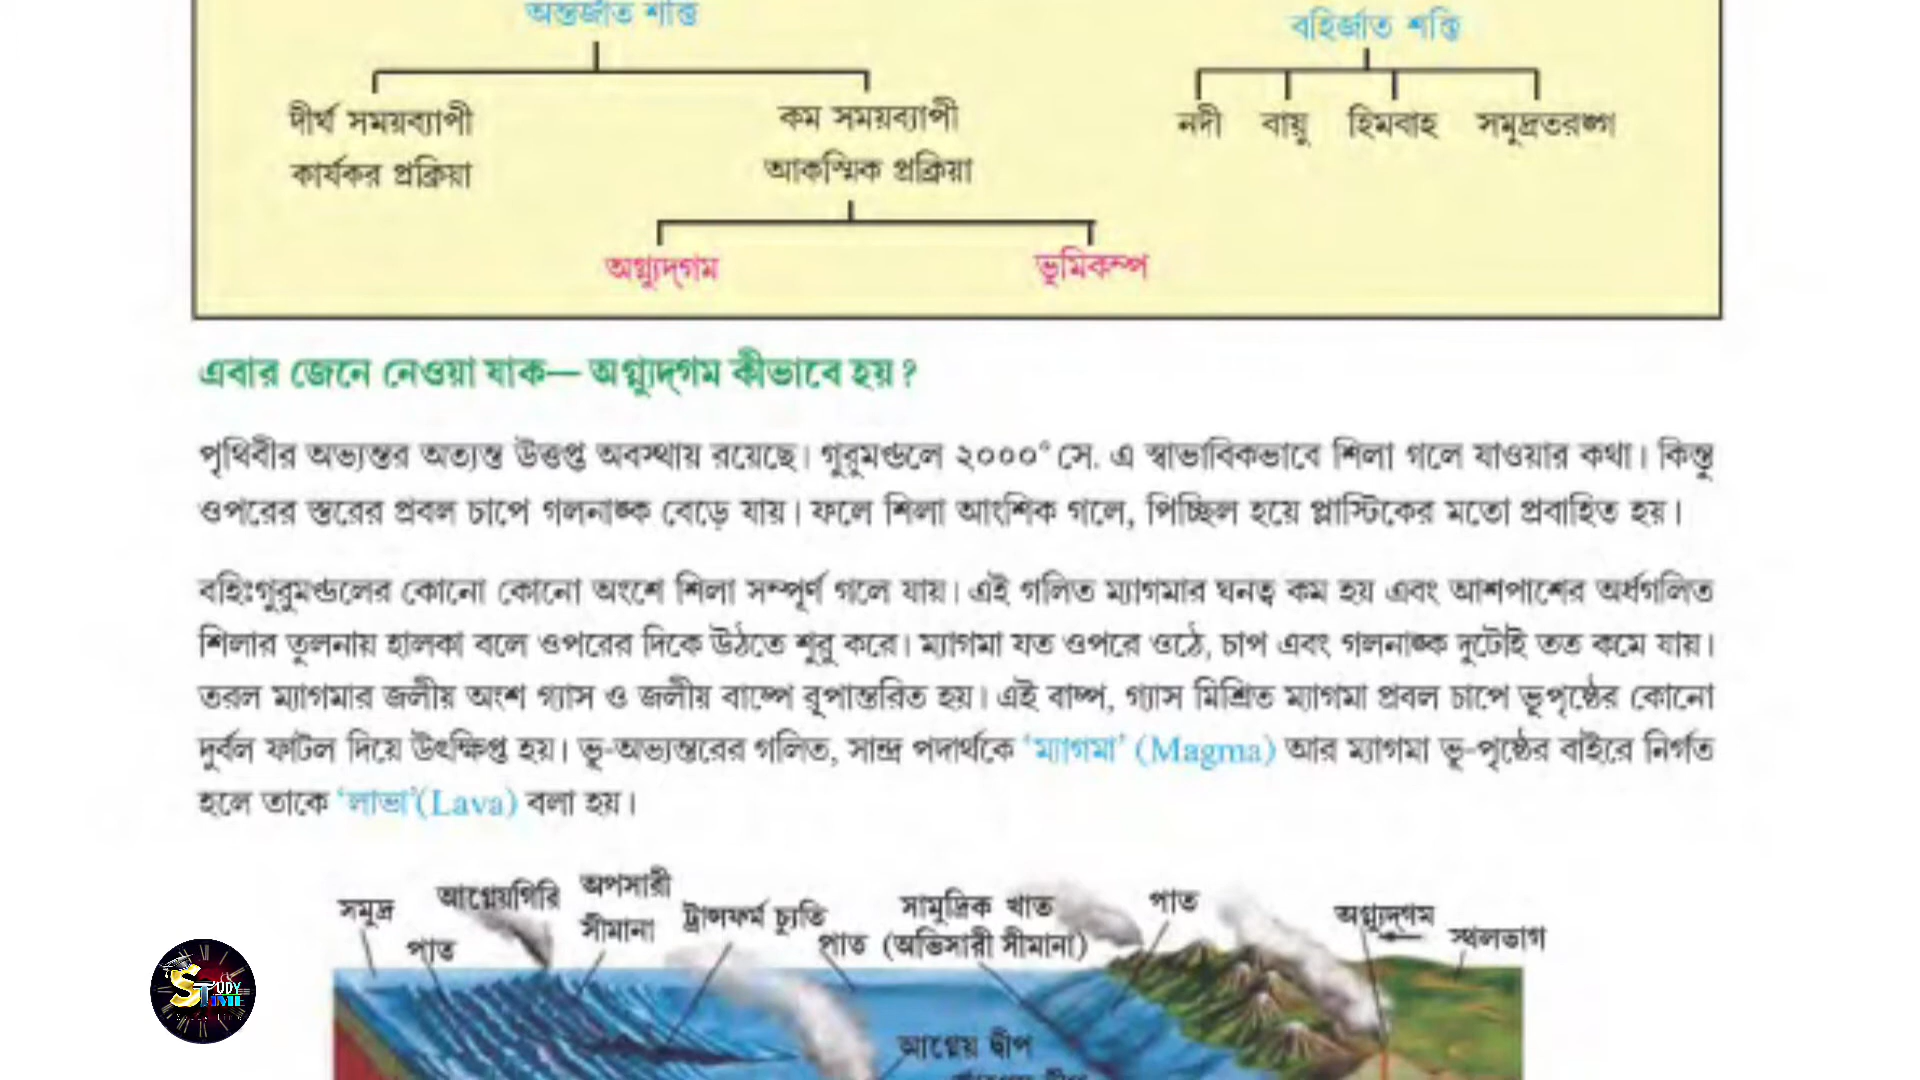 অন্তর্জাত শক্তি
বহির্জাত শক্তি
দীর্ঘ সময়ব্যাপী
কার্যকর প্রক্রিয়া
কম সময়ব্যাপী
আকস্মিক প্রক্রিয়া
নদী বায়ু হিমবাহ সমুদ্রতরঙ্গ
অগ্ন্যুদ্‌গম
ভূমিকম্প
এবার জেনে নেওয়া যাক— অগ্ন্যুদ্‌গম কীভাবে হয় ?
পৃথিবীর অভ্যন্তর অত্যন্ত উত্তপ্ত অবস্থায় রয়েছে। গুরুমণ্ডলে ২০০০° সে. এ স্বাভাবিকভাবে শিলা গলে যাওয়ার কথা। কিন্তু
ওপরের স্তরের প্রবল চাপে গলনাঙ্ক বেড়ে যায়। ফলে শিলা আংশিক গলে, পিচ্ছিল হয়ে প্লাস্টিকের মতো প্রবাহিত হয়।
বহিঃগুরুমণ্ডলের কোনো কোনো অংশে শিলা সম্পূর্ণ গলে যায়। এই গলিত ম্যাগমার ঘনত্ব কম হয় এবং আশপাশের অর্ধগলিত
শিলার তুলনায় হালকা বলে ওপরের দিকে উঠতে শুরু করে। ম্যাগমা যত ওপরে ওঠে, চাপ এবং গলনাঙ্ক দুটোই তত কমে যায়।
তরল ম্যাগমার জলীয় অংশ গ্যাস ও জলীয় বাষ্পে রূপান্তরিত হয়। এই বাষ্প, গ্যাস মিশ্রিত ম্যাগমা প্রবল চাপে ভূপৃষ্ঠের কোনো
দুর্বল ফাটল দিয়ে উৎক্ষিপ্ত হয়। ভূ-অভ্যন্তরের গলিত, সান্দ্র পদার্থকে ‘ম্যাগমা’ (Magma) আর ম্যাগমা ভূ-পৃষ্ঠের বাইরে নির্গত
হলে তাকে ‘লাভা’(Lava) বলা হয়।
সমুদ্র
পাত
আগ্নেয়গিরি
অপসারী
সীমানা
ট্রান্সফর্ম চ্যুতি
পাত
সামুদ্রিক খাত
(অভিসারী সীমানা)
পাত
অগ্ন্যুদ্‌গম
স্থলভাগ
আগ্নেয় দ্বীপ
STUDY
TIME